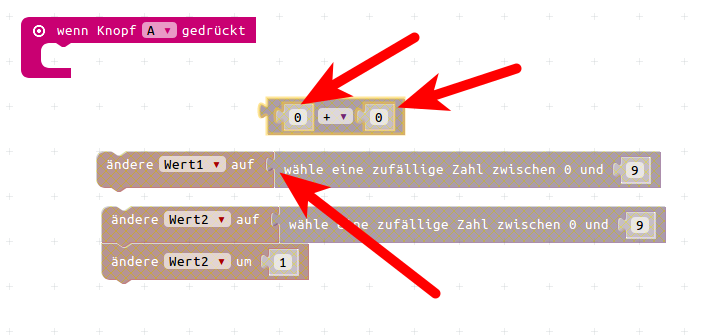 wenn Knopf A gedrückt
0 + 0
ändere Wert1 auf wähle eine zufällige Zahl zwischen 0 und 9
ändere Wert2 auf wähle eine zufällige Zahl zwischen 0 und 9
ändere Wert2 um 1